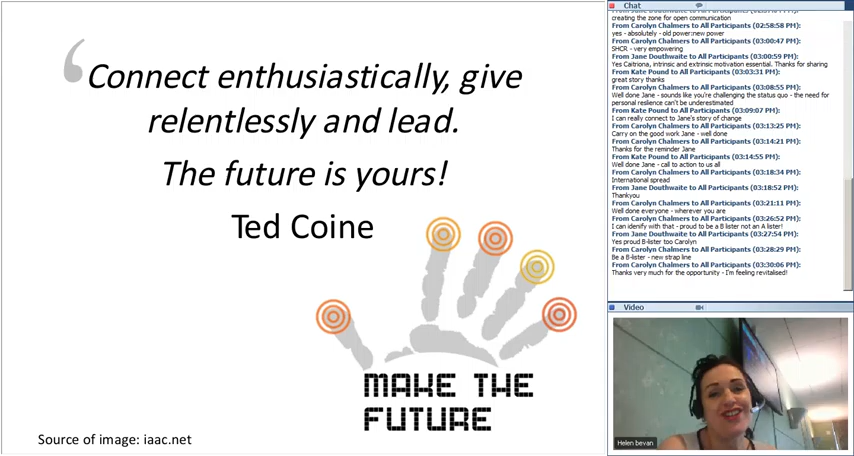 ‘
Connect enthusiastically, give
relentlessly and lead.
The future is yours!
Ted Coine
MAKE THE
FUTURE
Source of image: iaac.net
Chat
creating the zone for open communication
From Carolyn Chalmers to All Participants (02:58:58 PM):
yes - absolutely - old power:new power
From Carolyn Chalmers to All Participants (03:00:47 PM):
SHCR - very empowering
From Jane Douthwaite to All Participants (03:00:59 PM):
Yes Caitriona, intrinsic and extrinsic motivation essential. Thanks for sharing
From Kate Pound to All Participants (03:03:31 PM):
great story thanks
From Carolyn Chalmers to All Participants (03:08:55 PM):
Well done Jane - sounds like you're challenging the status quo - the need for
personal reslience can't be underestimated
From Kate Pound to All Participants (03:09:07 PM):
I can really connect to Jane's story of change
From Carolyn Chalmers to All Participants (03:13:25 PM):
Carry on the good work Jane - well done
From Carolyn Chalmers to All Participants (03:14:21 PM):
Thanks for the reminder Jane
From Kate Pound to All Participants (03:14:55 PM):
Well done Jane - call to action to us all
From Carolyn Chalmers to All Participants (03:18:34 PM):
International spread
From Jane Douthwaite to All Participants (03:18:52 PM):
Thankyou
From Carolyn Chalmers to All Participants (03:21:11 PM):
Well done everyone - wherever you are
From Carolyn Chalmers to All Participants (03:26:52 PM):
I can idenify with that - proud to be a B lister not an A lister!
From Jane Douthwaite to All Participants (03:27:54 PM):
Yes proud B-lister too Carolyn
From Carolyn Chalmers to All Participants (03:28:29 PM):
Be a B-lister - new strap line
From Carolyn Chalmers to All Participants (03:30:06 PM):
Thanks very much for the opportunity - I'm feeling revitalised!
Video
Helen bevan